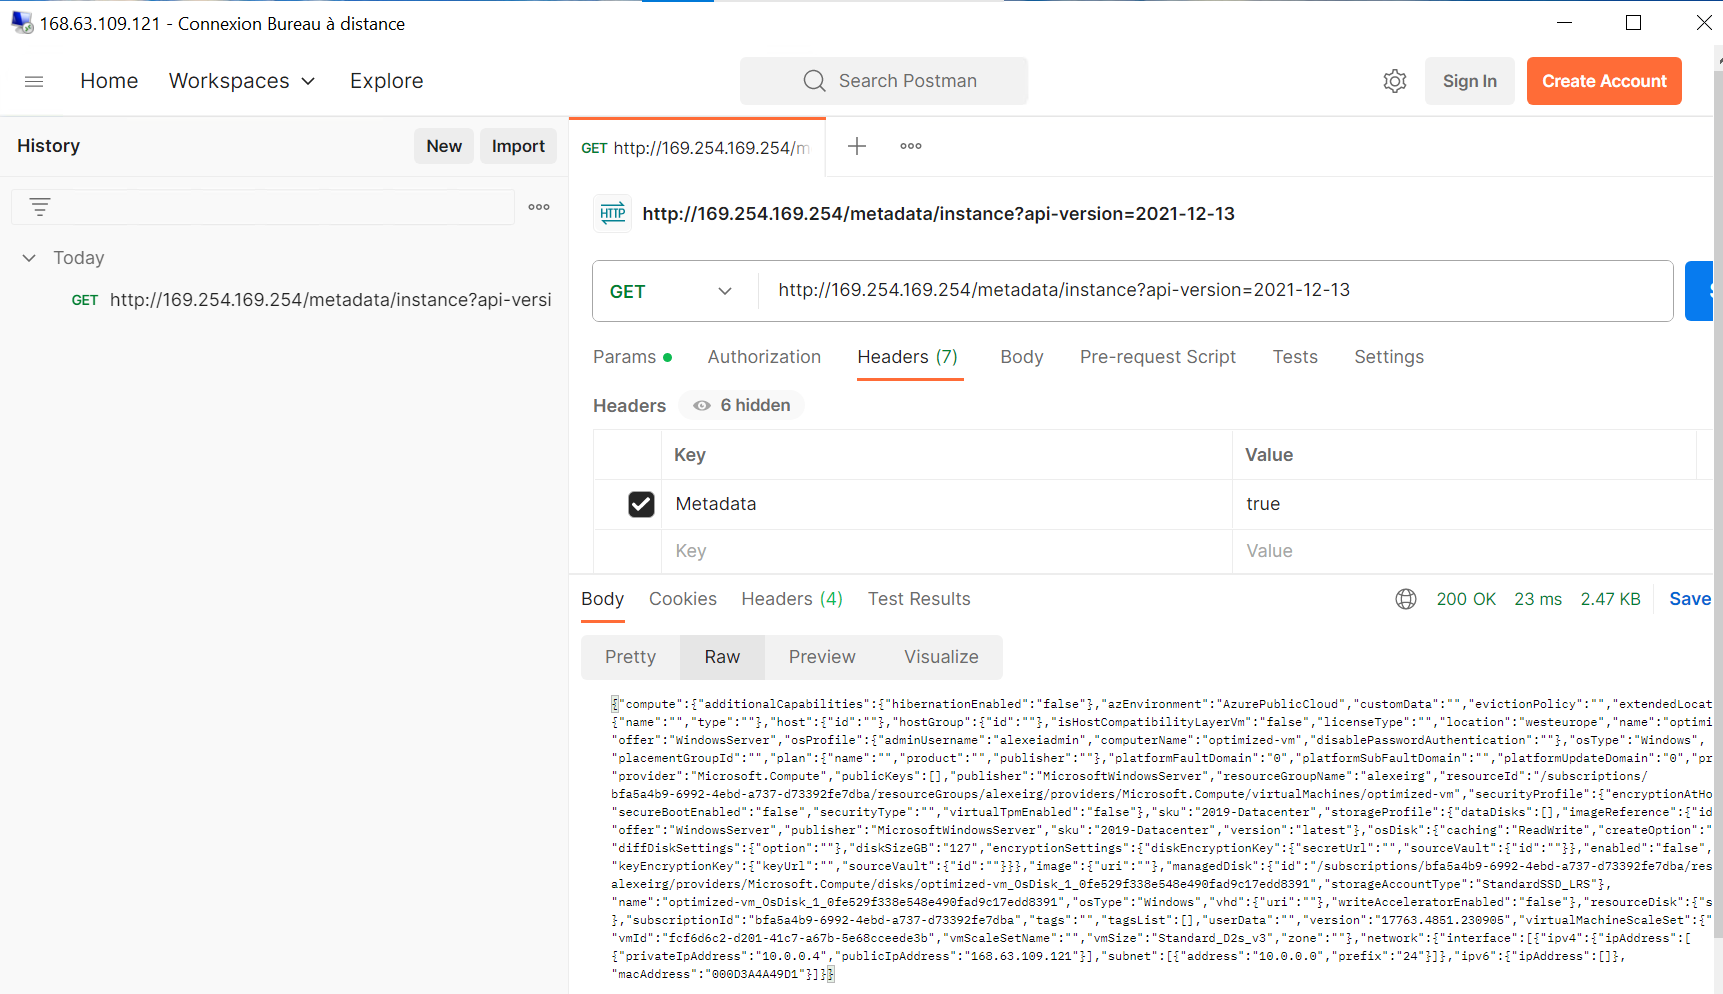 168.63.109.121 - Connexion Bureau à distance
Home Workspaces Explore Search Postman Sign In Create Account
History New Import
GET http://169.254.169.254/m
HTTP http://169.254.169.254/metadata/instance?api-version=2021-12-13
Today
GET http://169.254.169.254/metadata/instance?api-versi
GET http://169.254.169.254/metadata/instance?api-version=2021-12-13
Params Authorization Headers (7) Body Pre-request Script Tests Settings
Headers 6 hidden
Key Value
Metadata true
Key Value
Body Cookies Headers (4) Test Results 200 OK 23 ms 2.47 KB Save
Pretty Raw Preview Visualize
{"compute":{"additionalCapabilities":{"hibernationEnabled":"false"},"azEnvironment":"AzurePublicCloud","customData":"","evictionPolicy":"","extendedLocat
{"name":"","type":""},"host":{"id":""},"hostGroup":{"id":""},"isHostCompatibilityLayerVm":"false","licenseType":"","location":"westeurope","name":"optimi
"offer":"WindowsServer","osProfile":{"adminUsername":"alexeiadmin","computerName":"optimized-vm","disablePasswordAuthentication":""},"osType":"Windows",
"placementGroupId":"","plan":{"name":"","product":"","publisher":""},"platformFaultDomain":"0","platformSubFaultDomain":"","platformUpdateDomain":"0","pr
"provider":"Microsoft.Compute","publicKeys":[],"publisher":"MicrosoftWindowsServer","resourceGroupName":"alexeirg","resourceId":"/subscriptions/
bfa5a4b9-6992-4ebd-a737-d73392fe7dba/resourceGroups/alexeirg/providers/Microsoft.Compute/virtualMachines/optimized-vm","securityProfile":{"encryptionAtHo
"secureBootEnabled":"false","securityType":"","virtualTpmEnabled":"false"},"sku":"2019-Datacenter","storageProfile":{"dataDisks":[],"imageReference":{"id
"offer":"WindowsServer","publisher":"MicrosoftWindowsServer","sku":"2019-Datacenter","version":"latest"},"osDisk":{"caching":"ReadWrite","createOption":"
"diffDiskSettings":{"option":""},"diskSizeGB":"127","encryptionSettings":{"diskEncryptionKey":{"secretUrl":"","sourceVault":{"id":""}},"enabled":"false",
"keyEncryptionKey":{"keyUrl":"","sourceVault":{"id":""}}},"image":{"uri":""},"managedDisk":{"id":"/subscriptions/bfa5a4b9-6992-4ebd-a737-d73392fe7dba/res
alexeirg/providers/Microsoft.Compute/disks/optimized-vm_OsDisk_1_0fe529f338e548e490fad9c17edd8391","storageAccountType":"StandardSSD_LRS"},
"name":"optimized-vm_OsDisk_1_0fe529f338e548e490fad9c17edd8391","osType":"Windows","vhd":{"uri":""},"writeAcceleratorEnabled":"false"},"resourceDisk":{"s
},"subscriptionId":"bfa5a4b9-6992-4ebd-a737-d73392fe7dba","tags":"","tagsList":[],"userData":"","version":"17763.4851.230905","virtualMachineScaleSet":{"
"vmId":"fcf6d6c2-d201-41c7-a67b-5e68cceede3b","vmScaleSetName":"","vmSize":"Standard_D2s_v3","zone":""},"network":{"interface":[{"ipv4":{"ipAddress":[
{"privateIpAddress":"10.0.0.4","publicIpAddress":"168.63.109.121"}],"subnet":[{"address":"10.0.0.0","prefix":"24"}]},"ipv6":{"ipAddress":[]},
"macAddress":"000D3A4A49D1"}]}}